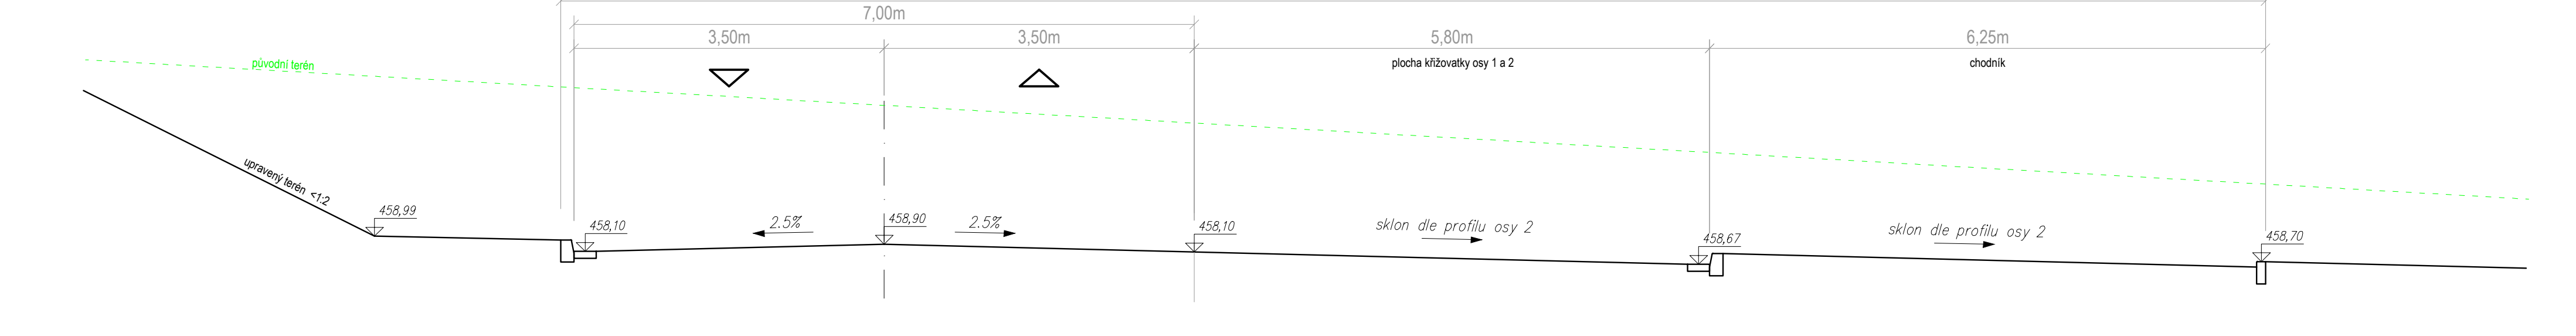 7,00m
3,50m
3,50m
5,80m
6,25m
původní terén
plocha křižovatky osy 1 a 2
chodník
upravený terén <1:2
458,99
458,10
2.5%
458,90
2.5%
458,10
sklon dle profilu osy 2
458,67
sklon dle profilu osy 2
458,70